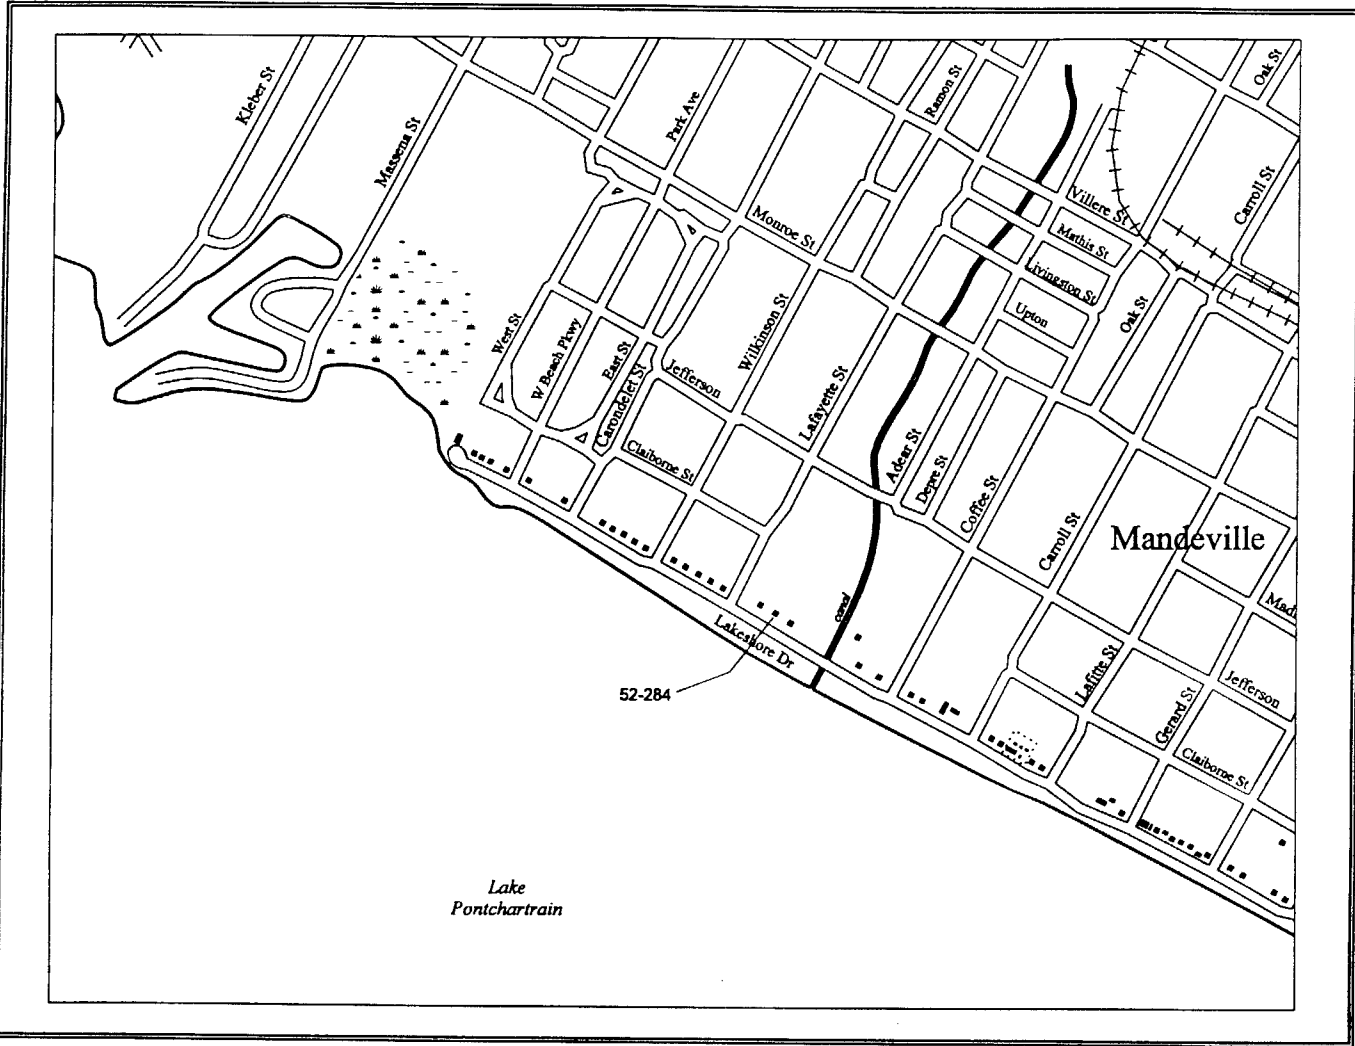 Kleber St
Massena St
Park Ave
Ramon St
Oak St
Carroll St
Villere St
Mathis St
Monroe St
Livingston St
Upton
Oak St
West St
W Beach Pkwy
East St
Carondelet St
Jefferson
Wilkinson St
Lafayette St
Claiborne St
Adear St
Depre St
Coffee St
Carroll St
Mandeville
Madi
canal
Lakeshore Dr
52-284
Lafitte St
Gerard St
Jefferson
Claiborne St
Lake
Pontchartrain